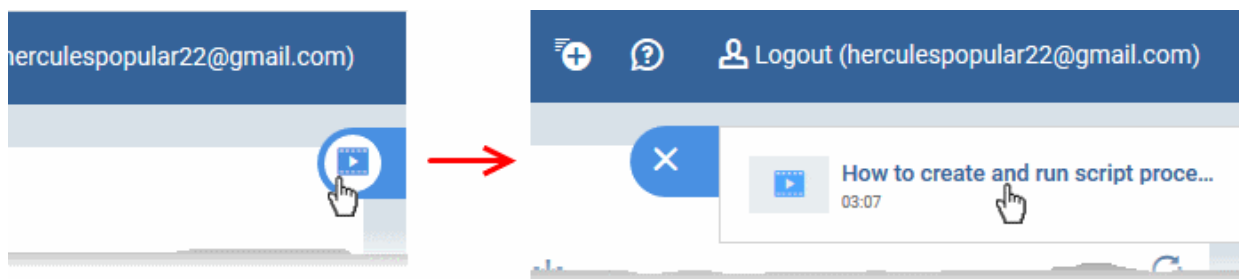 herculespopular22@gmail.com)
Logout (herculespopular22@gmail.com)
How to create and run script proce...
03:07